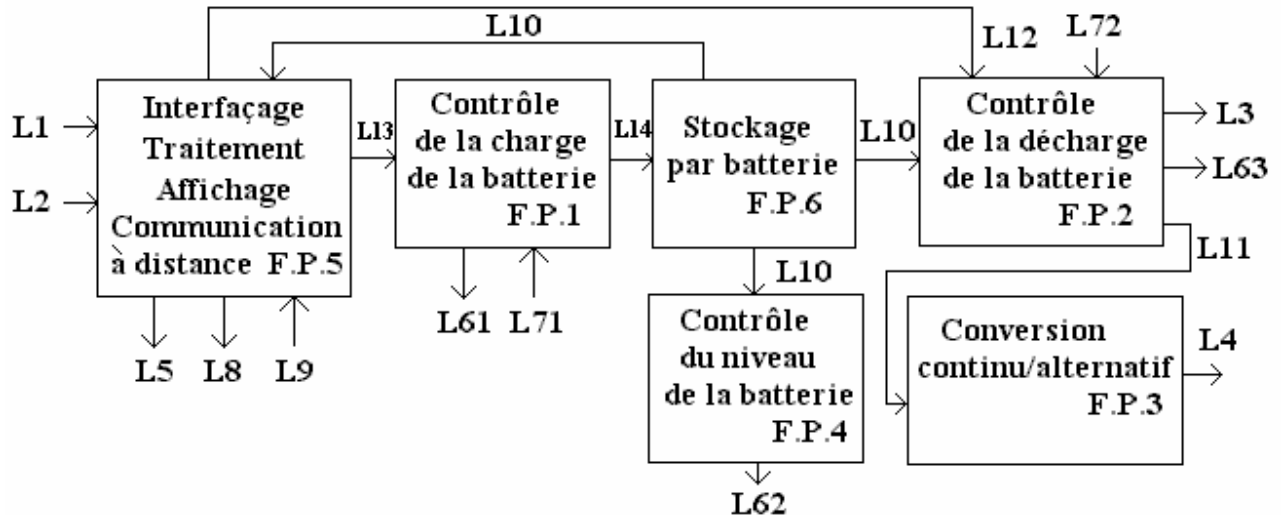 L10
L12
L72
L1
L2
Interfaçage
Traitement
Affichage
Communication
à distance F.P.5
L13
Contrôle
de la charge
de la batterie
F.P.1
L14
Stockage
par batterie
F.P.6
L10
Contrôle
de la décharge
de la batterie
F.P.2
L3
L63
L11
L5
L8
L9
L61
L71
L10
Contrôle
du niveau
de la batterie
F.P.4
L62
Conversion
continu/alternatif
F.P.3
L4